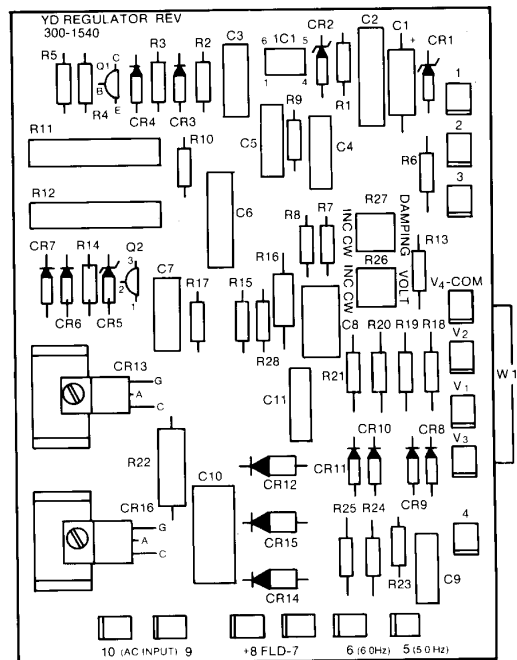 YD REGULATOR REV
300-1540
CR2
C2
C1
+
CR1
R5
Q1
C
B
E
R3
R2
C3
6
1C1
5
1
4
R4
CR4
CR3
R1
1
R11
R10
C5
R9
C4
2
R6
3
R12
C6
R8
R7
INC CW
R27
DAMPING
INC CW
R26
VOLT
R13
CR7
R14
Q2
3
2
1
C7
R17
R15
R16
V4-COM
CR6
CR5
R28
C8
R20
R19
R18
V2
R21
W1
CR13
G
A
C
C11
V1
R22
CR10
CR8
V3
CR11
CR9
C10
CR12
CR16
G
A
C
CR15
R25
R24
4
R23
C9
CR14
10 (AC INPUT) 9
+8 FLD-7
6 (60Hz)
5 (50Hz)